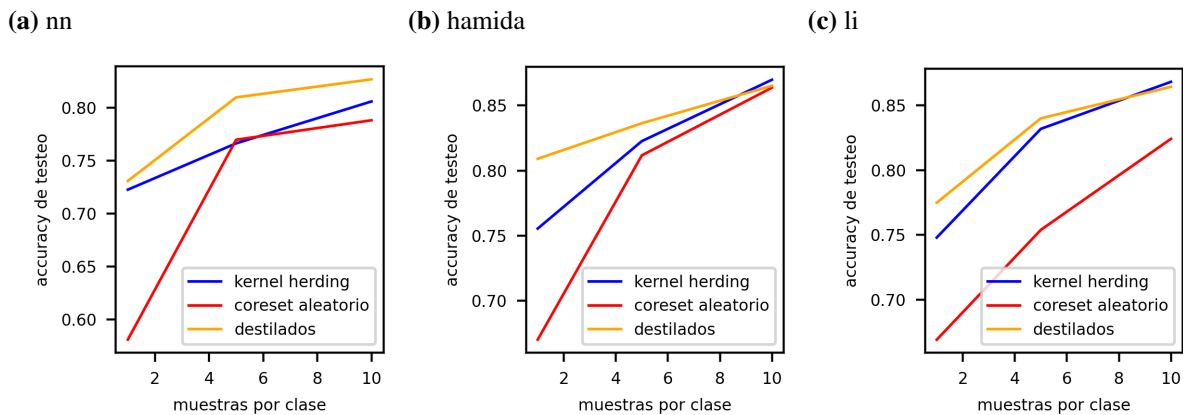 (a) nn
0.80
0.75
0.70
0.65
0.60
accuracy de testeo
kernel herding
coreset aleatorio
destilados
2 4 6 8 10
muestras por clase
(b) hamida
0.85
0.80
0.75
0.70
accuracy de testeo
kernel herding
coreset aleatorio
destilados
2 4 6 8 10
muestras por clase
(c) li
0.85
0.80
0.75
0.70
accuracy de testeo
kernel herding
coreset aleatorio
destilados
2 4 6 8 10
muestras por clase